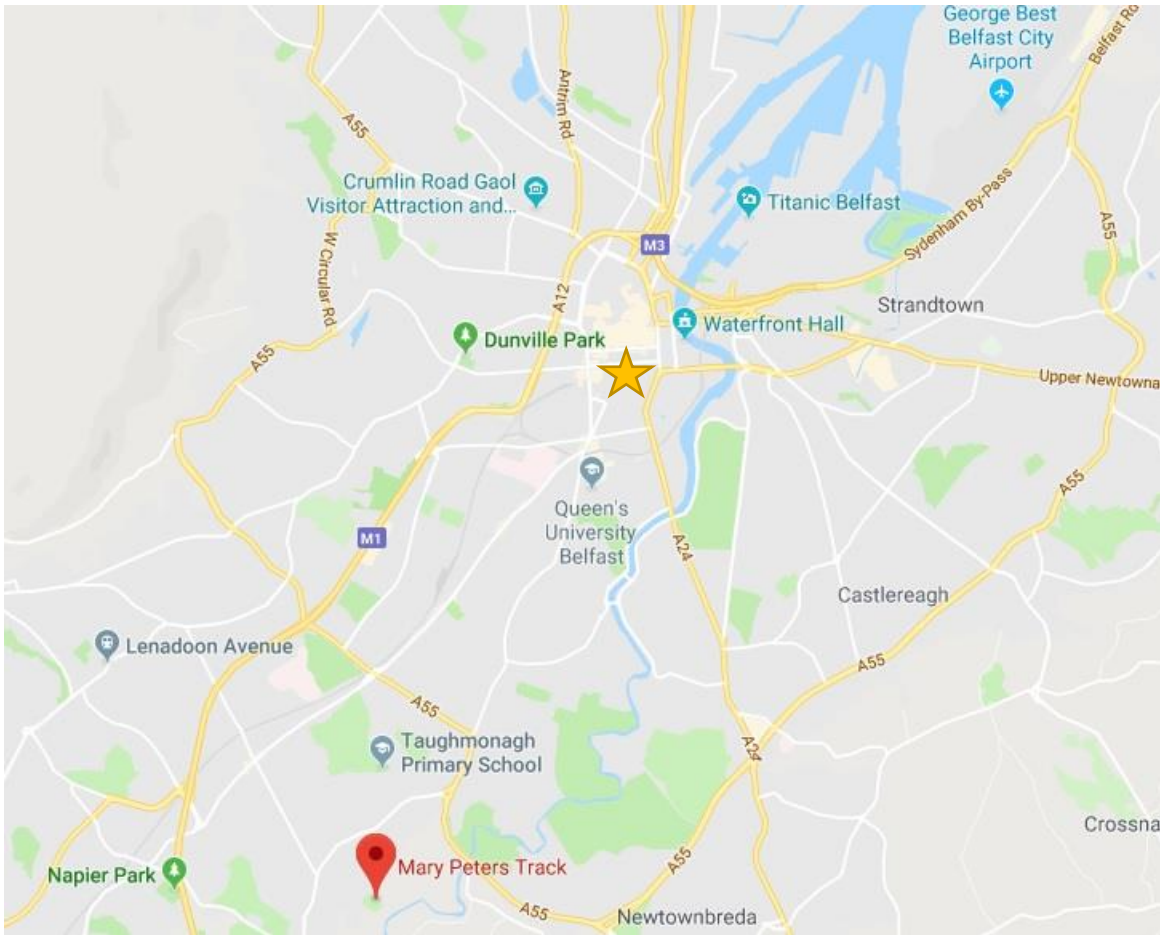 George Best
Belfast City
Airport
Belfast Rd
Antrim Rd
A55
Crumlin Road Gaol
Visitor Attraction and...
Titanic Belfast
Sydenham By-Pass
A55
W Circular Rd
M3
A12
Strandtown
Waterfront Hall
Dunville Park
A55
Upper Newtowna
A55
Queen's
University
Belfast
M1
A24
Castlereagh
Lenadoon Avenue
A55
A55
Taughmonagh
Primary School
A24
Crossna
Mary Peters Track
Napier Park
A55
A55
Newtownbreda